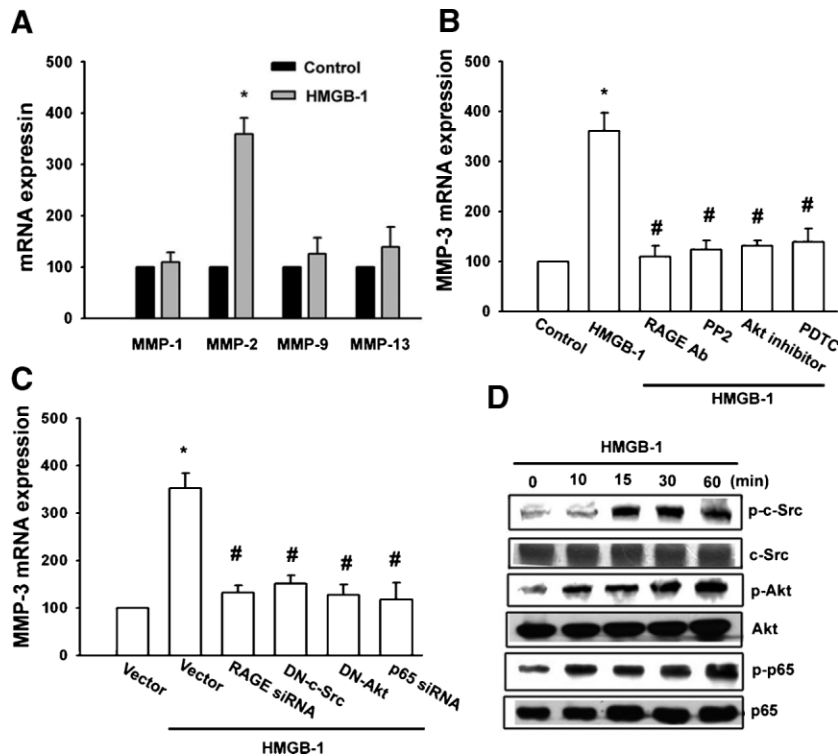 A
500
400
300
200
100
0
mRNA expressin
Control
HMGB-1
*
MMP-1 MMP-2 MMP-9 MMP-13
B
500
400
300
200
100
0
MMP-3 mRNA expression
*
# # # #
Control HMGB-1 RAGE Ab PP2 Akt inhibitor PDTC
HMGB-1
C
500
400
300
200
100
0
MMP-3 mRNA expression
*
# # # #
Vector Vector RAGE siRNA DN-c-Src DN-Akt p65 siRNA
HMGB-1
D
HMGB-1
0 10 15 30 60 (min)
p-c-Src
c-Src
p-Akt
Akt
p-p65
p65